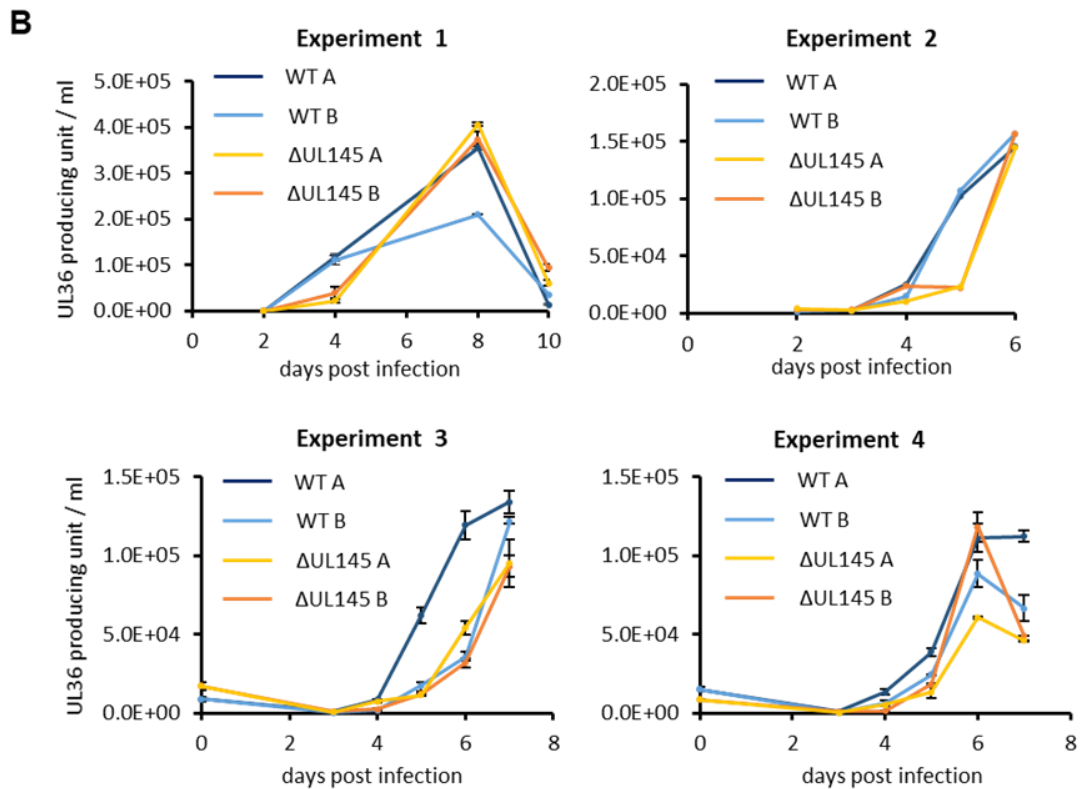 B
Experiment 1
UL36 producing unit / ml
5.0E+05
4.0E+05
3.0E+05
2.0E+05
1.0E+05
0.0E+00
WT A
WT B
ΔUL145 A
ΔUL145 B
0 2 4 6 8 10
days post infection
Experiment 2
2.0E+05
1.5E+05
1.0E+05
5.0E+04
0.0E+00
WT A
WT B
ΔUL145 A
ΔUL145 B
0 2 4 6
days post infection
Experiment 3
UL36 producing unit / ml
1.5E+05
1.0E+05
5.0E+04
0.0E+00
WT A
WT B
ΔUL145 A
ΔUL145 B
0 2 4 6 8
days post infection
Experiment 4
1.5E+05
1.0E+05
5.0E+04
0.0E+00
WT A
WT B
ΔUL145 A
ΔUL145 B
0 2 4 6 8
days post infection